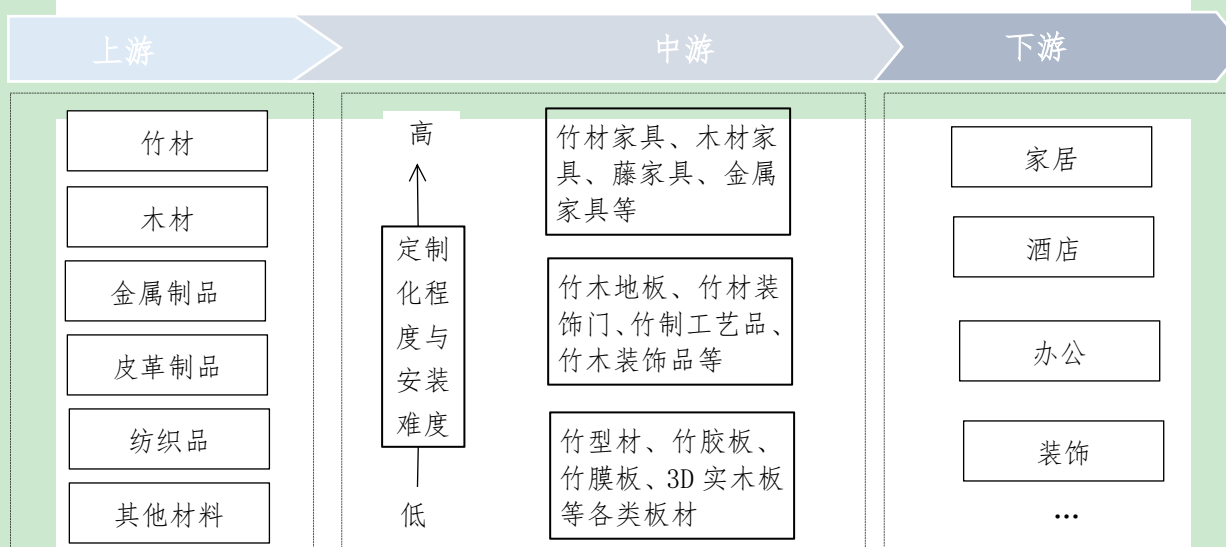 上游
中游
下游
竹材
木材
金属制品
皮革制品
纺织品
其他材料
高
定制
化程
度与
安装
难度
低
竹材家具、木材家
具、藤家具、金属
家具等
竹木地板、竹材装
饰门、竹制工艺品、
竹木装饰品等
竹型材、竹胶板、
竹膜板、3D 实木板
等各类板材
家居
酒店
办公
装饰
…